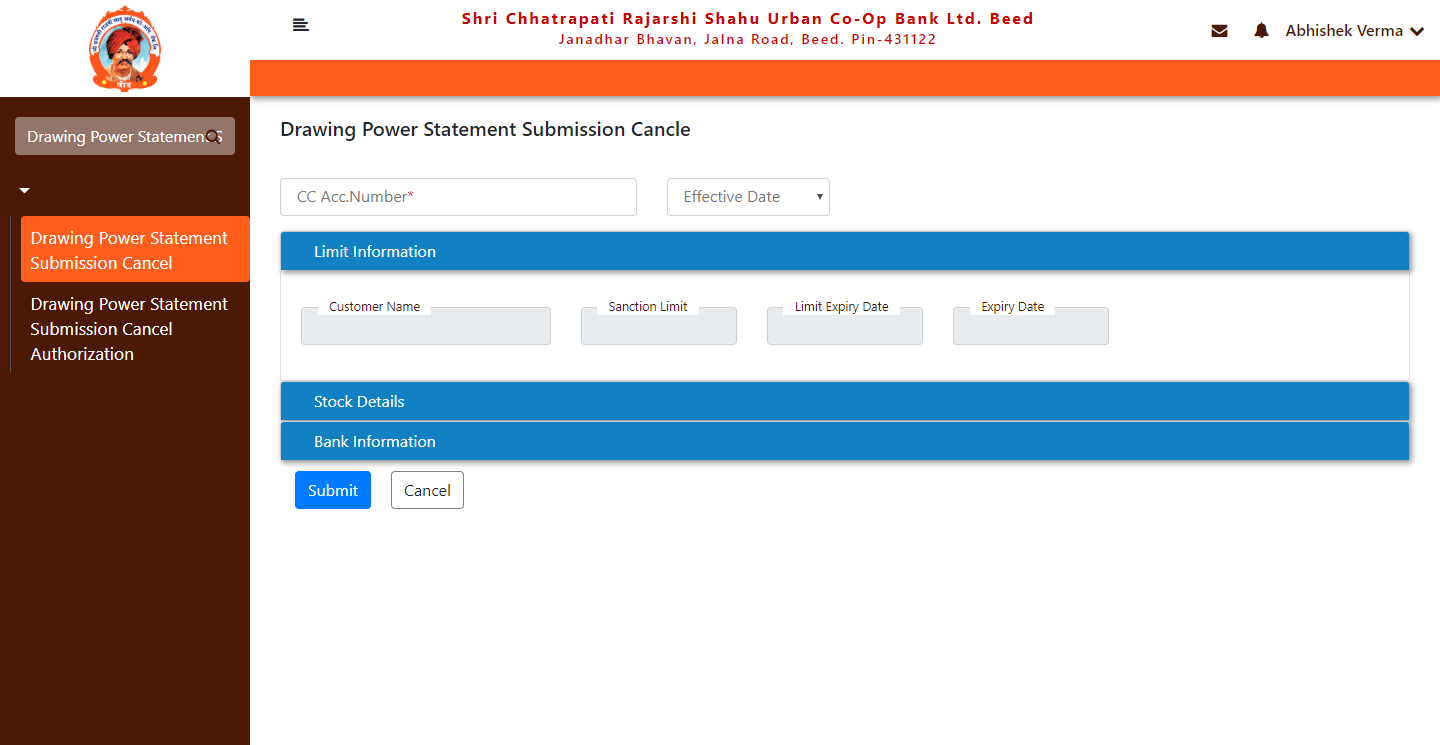 Shri Chhatrapati Rajarshi Shahu Urban Co-Op Bank Ltd. Beed
Janadhar Bhavan, Jalna Road, Beed. Pin-431122
Abhishek Verma
बीड
Drawing Power Statement S
Drawing Power Statement
Submission Cancel
Drawing Power Statement
Submission Cancel
Authorization
Drawing Power Statement Submission Cancle
CC Acc.Number*
Effective Date
Limit Information
Customer Name
Sanction Limit
Limit Expiry Date
Expiry Date
Stock Details
Bank Information
Submit
Cancel